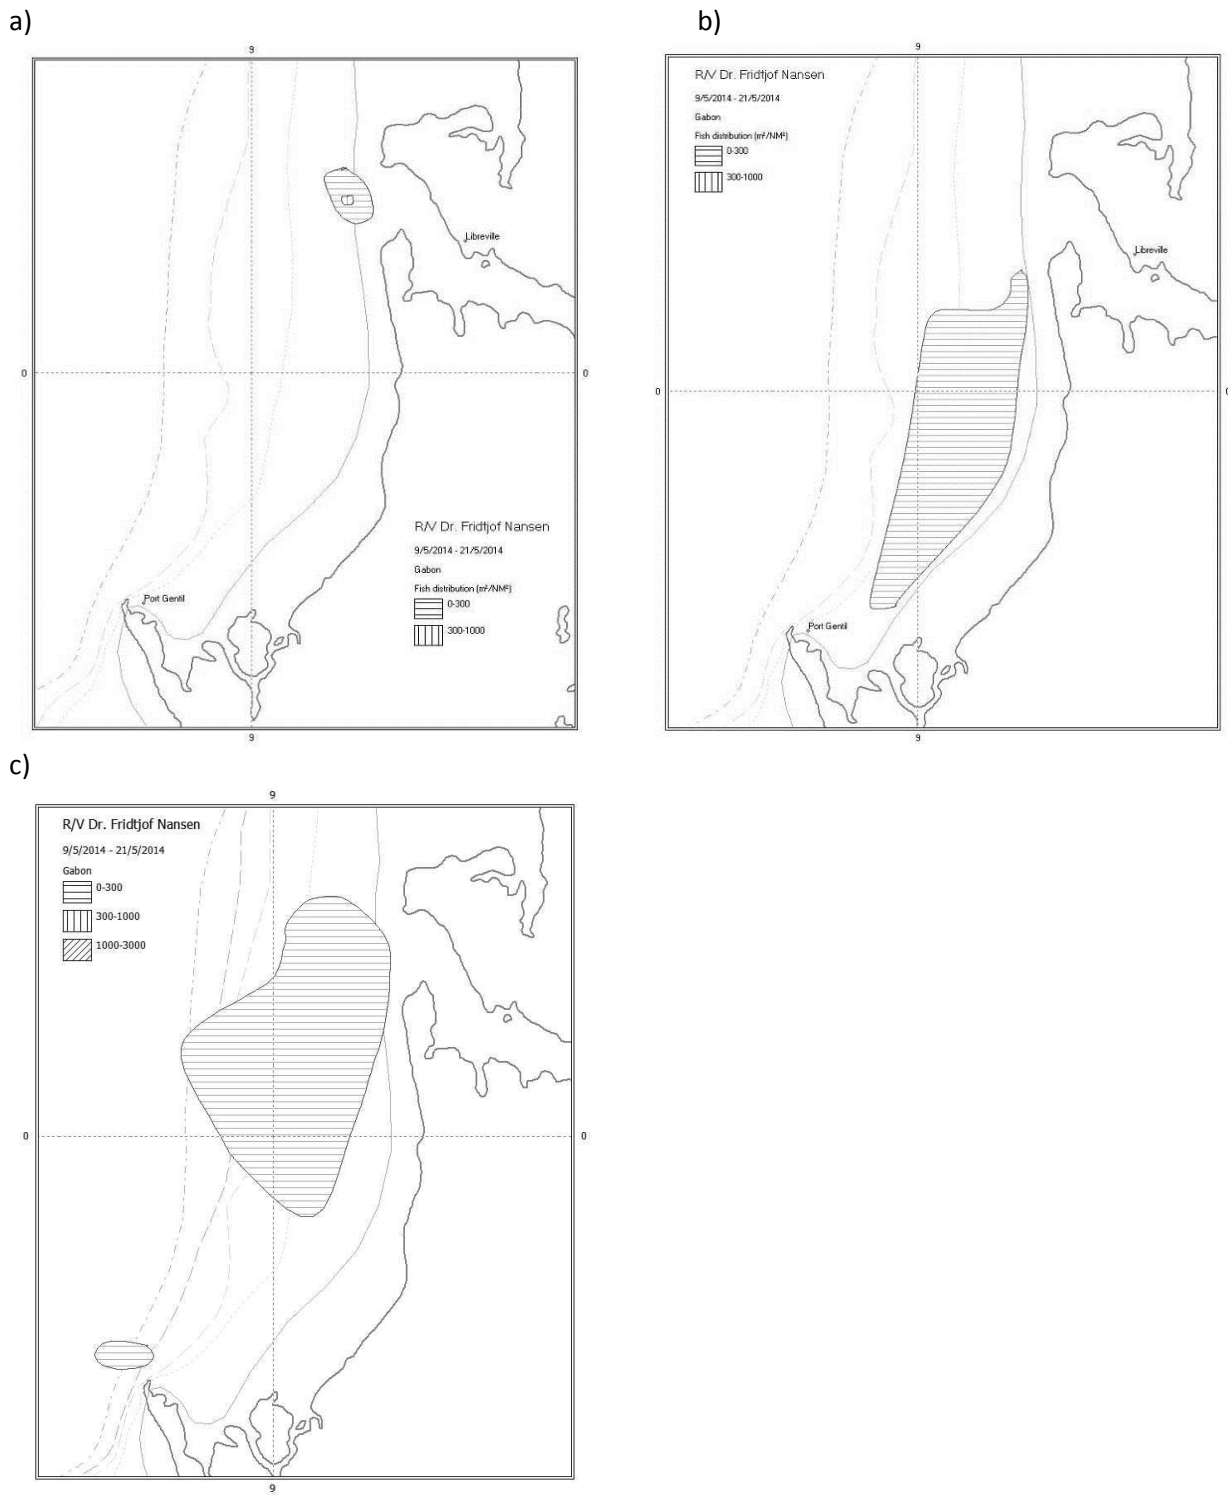 a)
9
Libreville
0
0
R/V Dr. Fridtjof Nansen
9/5/2014 - 21/5/2014
Gabon
Fish distribution (m²/NM²)
0-300
300-1000
Port Gentil
9
b)
9
R/V Dr. Fridtjof Nansen
9/5/2014 - 21/5/2014
Gabon
Fish distribution (m²/NM²)
0-300
300-1000
Libreville
0
0
Port Gentil
9
c)
9
R/V Dr. Fridtjof Nansen
9/5/2014 - 21/5/2014
Gabon
0-300
300-1000
1000-3000
0
0
9